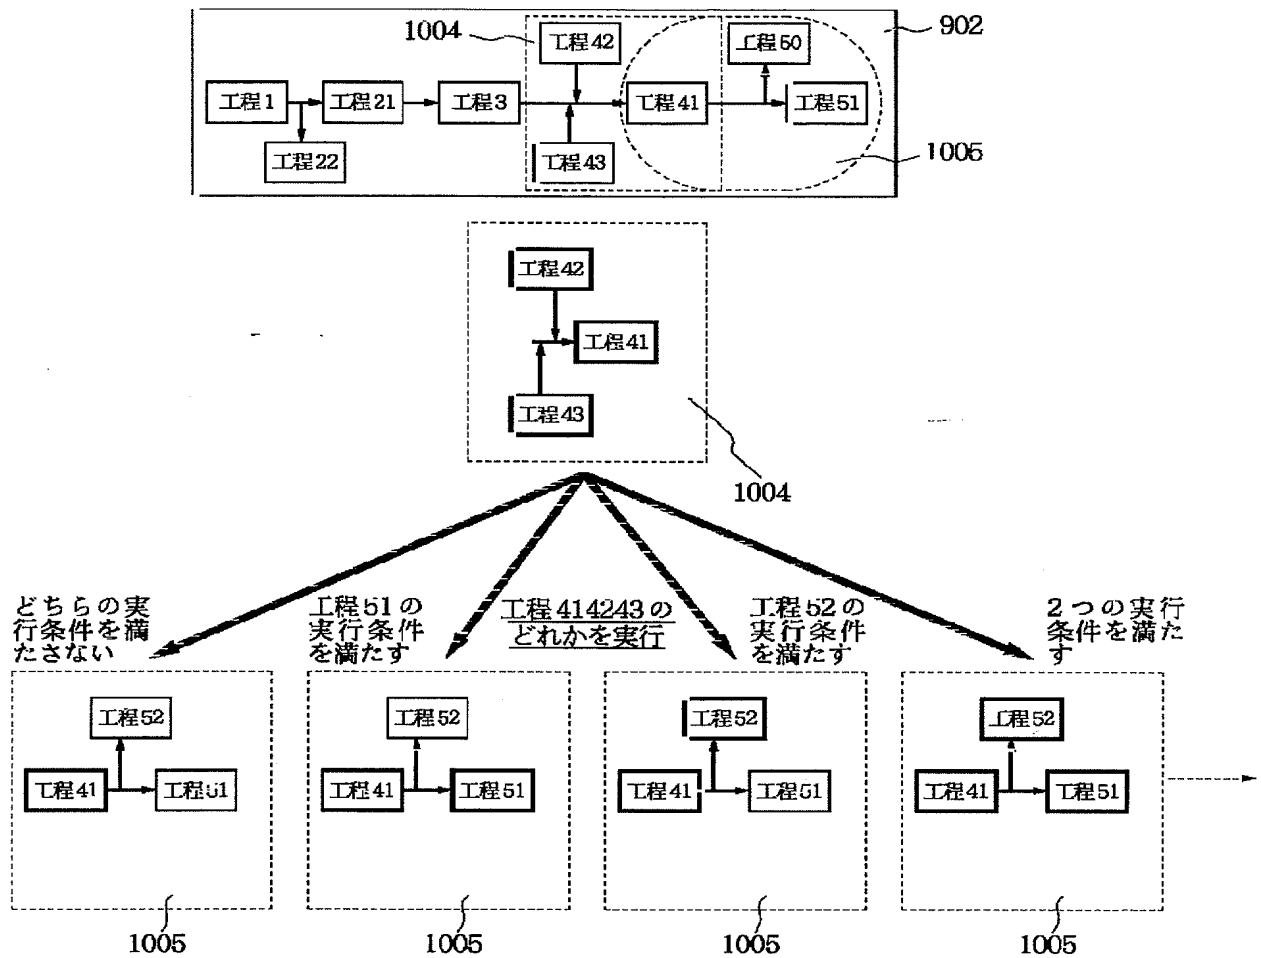 1004
工程42
工程50
902
工程1
工程21
工程3
工程41
工程51
工程22
工程43
1005
工程42
工程41
工程43
1004
どちらの実
行条件を満
たさない
工程51の
実行条件
を満たす
工程414243の
どれかを実行
工程52の
実行条件
を満たす
2つの実行
条件を満た
す
工程52
工程41
工程51
工程52
工程41
工程51
工程52
工程41
工程51
工程52
工程41
工程51
1005
1005
1005
1005